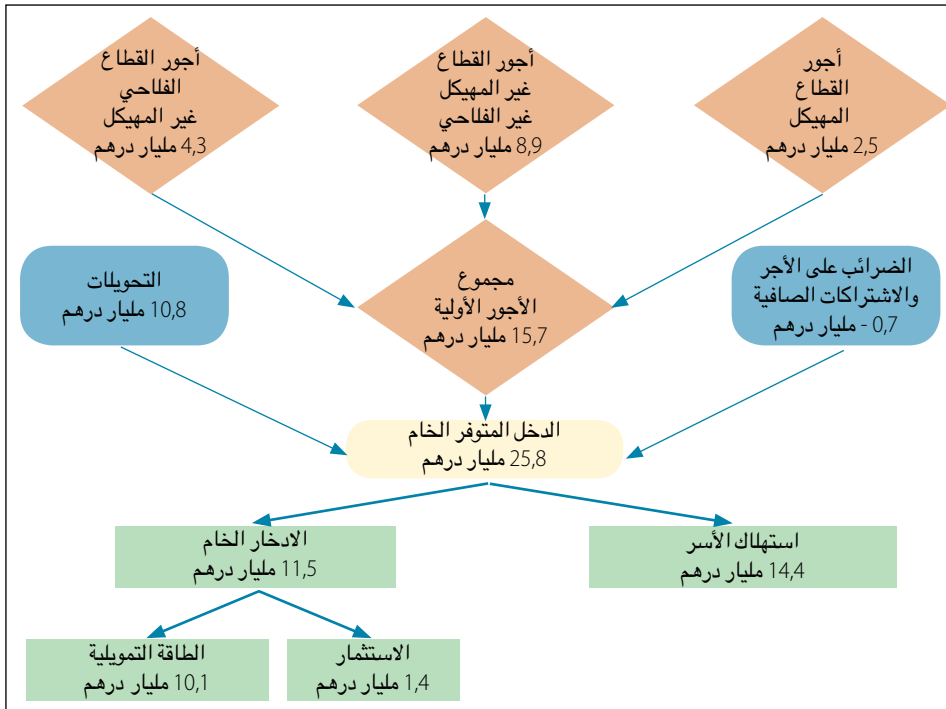 أجور
القطاع
المهيكل
2,5 مليار درهم
أجور القطاع
غير المهيكل
غير الفلاحي
8,9 مليار درهم
أجور القطاع
الفلاحي
غير المهيكل
4,3 مليار درهم
الضرائب على الأجر
والاشتراكات الصافية
0,7 - مليار درهم
مجموع
الأجور الأولية
15,7 مليار درهم
التحويلات
10,8 مليار درهم
الدخل المتوفر الخام
25,8 مليار درهم
استهلاك الأسر
14,4 مليار درهم
الادخار الخام
11,5 مليار درهم
الاستثمار
1,4 مليار درهم
الطاقة التمويلية
10,1 مليار درهم